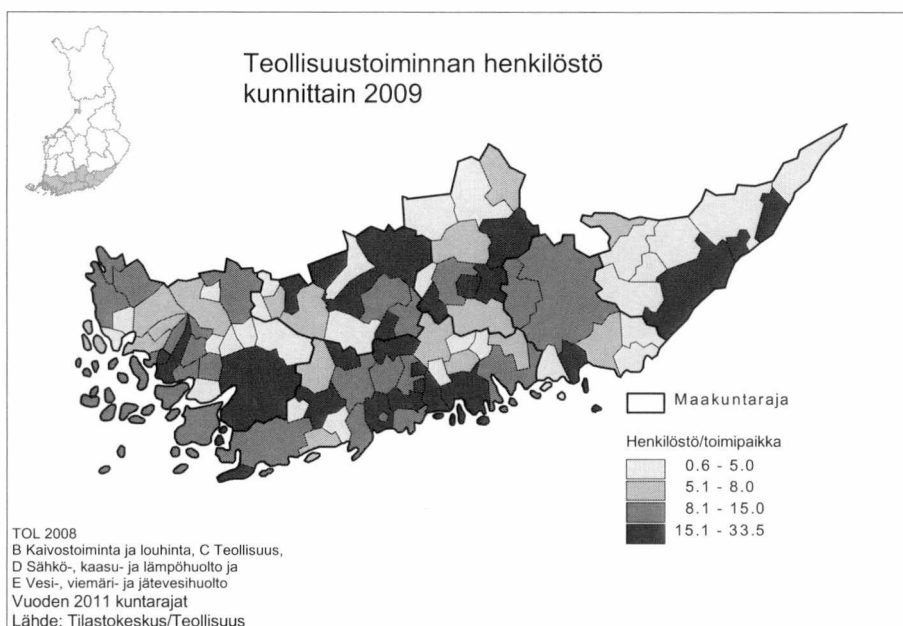 Teollisuustoiminnan henkilöstö
kunnittain 2009
Maakuntaraja
Henkilöstö/toimipaikka
0.6 - 5.0
5.1 - 8.0
8.1 - 15.0
15.1 - 33.5
TOL 2008
B Kaivostoiminta ja louhinta, C Teollisuus,
D Sähkö-, kaasu- ja lämpöhuolto ja
E Vesi-, viemäri- ja jätevesihuolto
Vuoden 2011 kuntarajat
Lähde: Tilastokeskus/Teollisuus